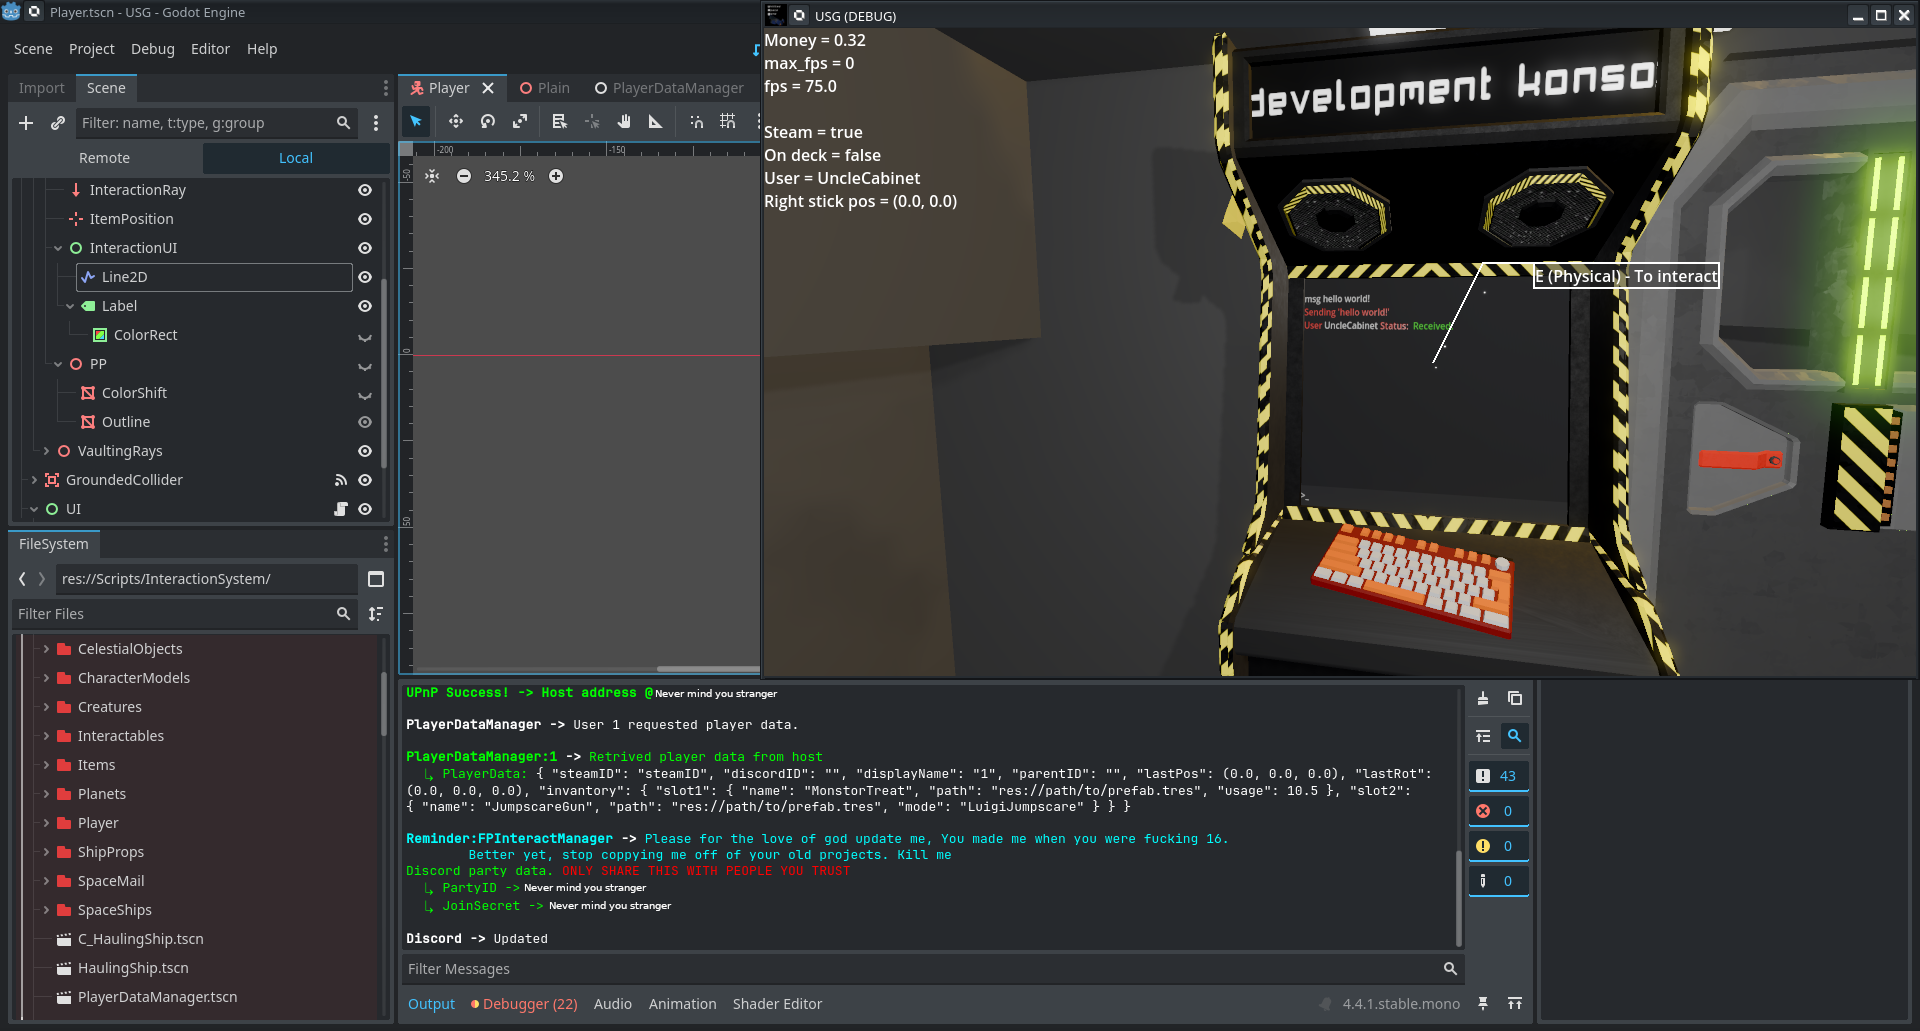 Player.tscn - USG - Godot Engine
Scene Project Debug Editor Help
Import Scene
Filter: name, t:type, g:group
Remote Local
InteractionRay
ItemPosition
InteractionUI
Line2D
Label
ColorRect
PP
ColorShift
Outline
VaultingRays
GroundedCollider
UI
FileSystem
res://Scripts/InteractionSystem/
Filter Files
CelestialObjects
CharacterModels
Creatures
Interactables
Items
Planets
Player
ShipProps
SpaceMail
SpaceShips
C_HaulingShip.tscn
HaulingShip.tscn
PlayerDataManager.tscn
Player Plain PlayerDataManager
-200 -150
-50
0
50
345.2 %
USG (DEBUG)
Money = 0.32
max_fps = 0
fps = 75.0
Steam = true
On deck = false
User = UncleCabinet
Right stick pos = (0.0, 0.0)
development konso
E (Physical) - To interact
msg hello world!
Sending 'hello world!'
User UncleCabinet Status: Received
>_
UPnP Success! -> Host address @Never mind you stranger
PlayerDataManager -> User 1 requested player data.
PlayerDataManager:1 -> Retrived player data from host
↳ PlayerData: { "steamID": "steamID", "discordID": "", "displayName": "1", "parentID": "", "lastPos": (0.0, 0.0, 0.0), "lastRot":
(0.0, 0.0, 0.0), "invantory": { "slot1": { "name": "MonstorTreat", "path": "res://path/to/prefab.tres", "usage": 10.5 }, "slot2":
{ "name": "JumpscareGun", "path": "res://path/to/prefab.tres", "mode": "LuigiJumpscare" } } }
Reminder:FPInteractManager -> Please for the love of god update me, You made me when you were fucking 16.
Better yet, stop coppying me off of your old projects. Kill me
Discord party data. ONLY SHARE THIS WITH PEOPLE YOU TRUST
↳ PartyID -> Never mind you stranger
↳ JoinSecret -> Never mind you stranger
Discord -> Updated
Filter Messages
Output Debugger (22) Audio Animation Shader Editor
4.4.1.stable.mono
43
0
0
0